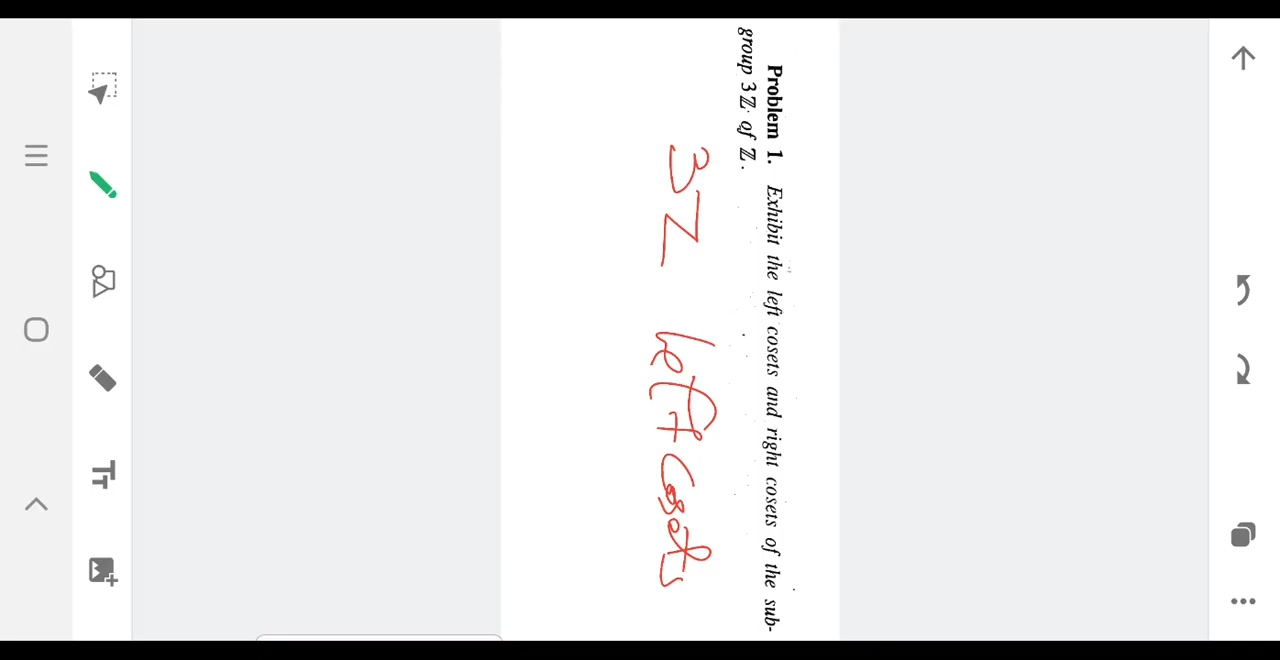 Problem 1. Exhibit the left cosets and right cosets of the sub-
group 3ℤ of ℤ.
3Z left cosets